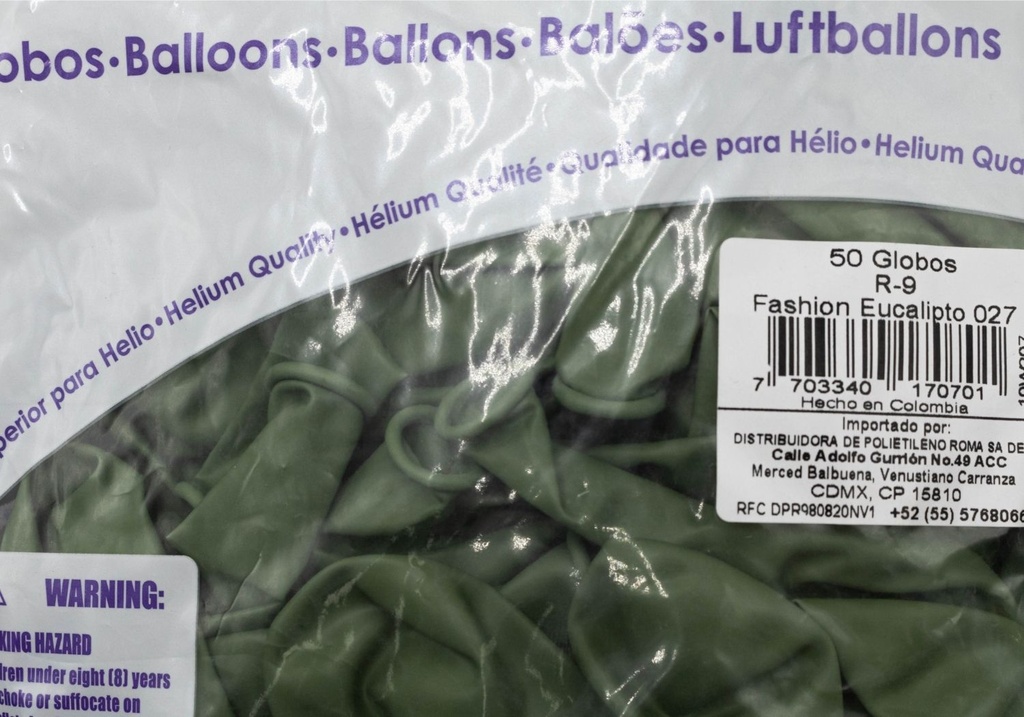 obos•Balloons•Ballons•Balões•Luftballons
perior para Helio•Helium Quality•Hélium Qualité•Qualidade para Hélio•Helium Qua
50 Globos
R-9
Fashion Eucalipto 027
7 703340 170701
Hecho en Colombia
Importado por:
DISTRIBUIDORA DE POLIETILENO ROMA SA DE
Calle Adolfo Gurrión No.49 ACC
Merced Balbuena, Venustiano Carranza
CDMX, CP 15810
RFC DPR980820NV1 +52 (55) 5768066
WARNING:
KING HAZARD
dren under eight (8) years
choke or suffocate on